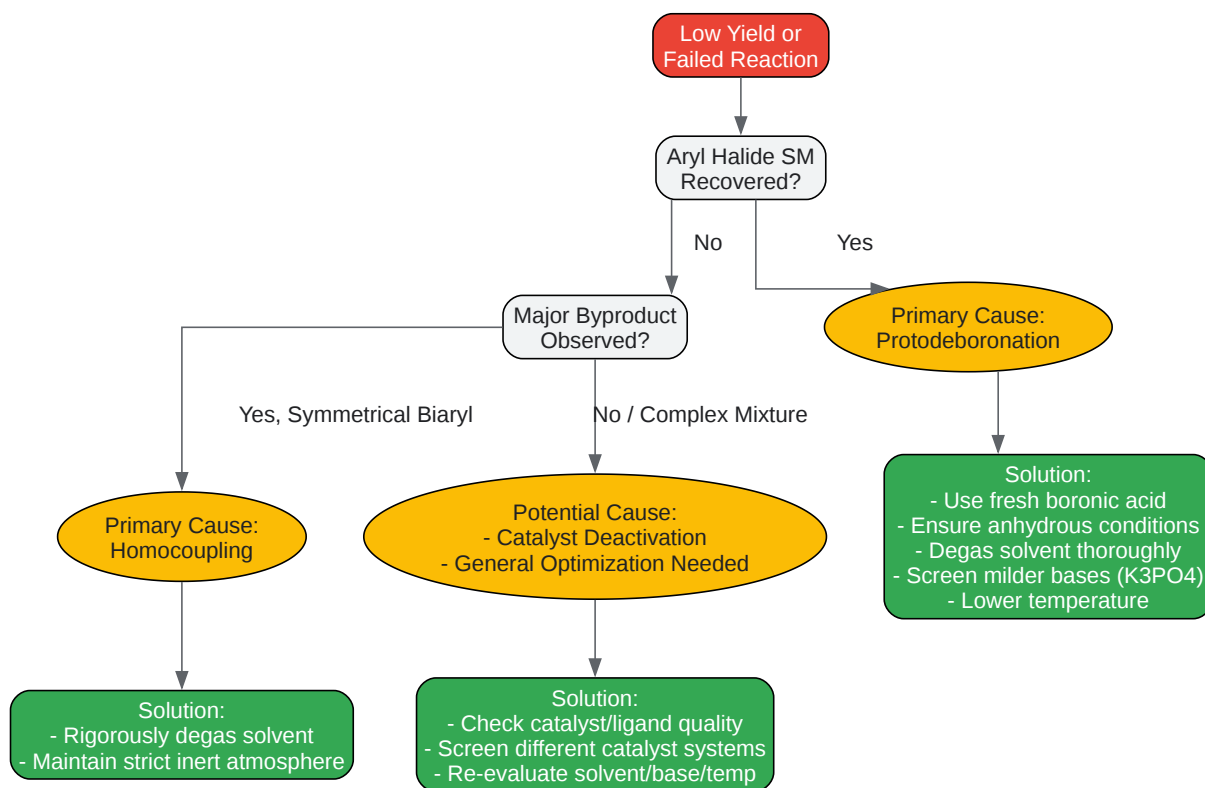 Low Yield or
Failed Reaction
Aryl Halide SM
Recovered?
No
Yes
Major Byproduct
Observed?
Primary Cause:
Protodeboronation
Yes, Symmetrical Biaryl
No / Complex Mixture
Primary Cause:
Homocoupling
Potential Cause:
- Catalyst Deactivation
- General Optimization Needed
Solution:
- Use fresh boronic acid
- Ensure anhydrous conditions
- Degas solvent thoroughly
- Screen milder bases (K3PO4)
- Lower temperature
Solution:
- Rigorously degas solvent
- Maintain strict inert atmosphere
Solution:
- Check catalyst/ligand quality
- Screen different catalyst systems
- Re-evaluate solvent/base/temp